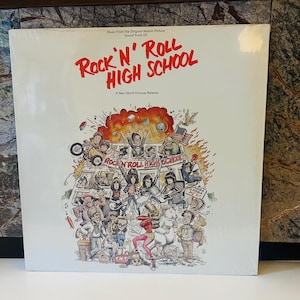 Music From the Original Motion Picture
Sound Track Of
ROCK 'N' ROLL
HIGH SCHOOL
A New World Pictures Release
ROCK 'N' ROLL HIGH SCHOOL